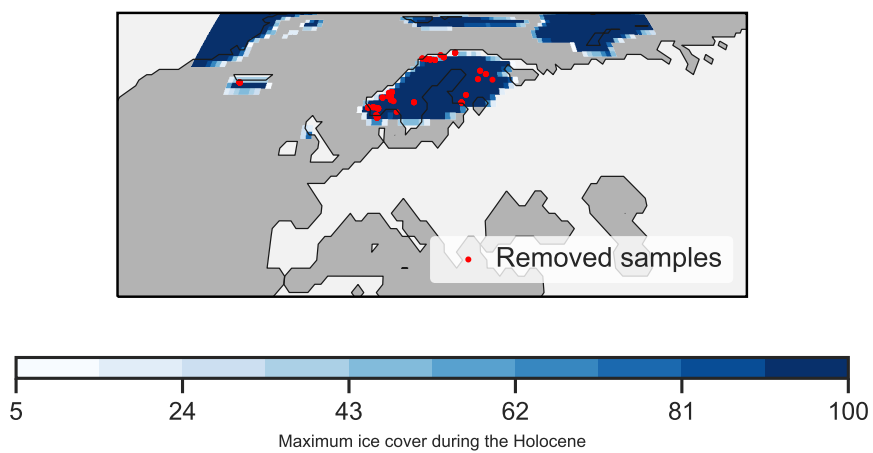 Removed samples
5 24 43 62 81 100
Maximum ice cover during the Holocene